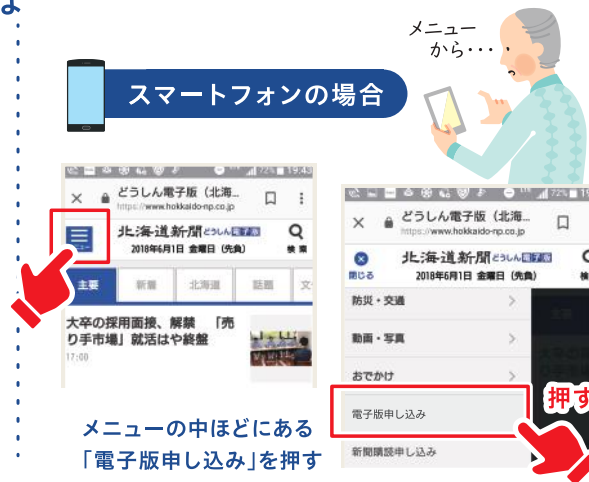 メニュー
から・・・
スマートフォンの場合
72% 19:43
どうしん電子版（北海...
https://www.hokkaido-np.co.jp
北海道新聞どうしん電子版
2018年6月1日 金曜日 (先負)
検索
主要
新着
北海道
話題
大卒の採用面接、解禁 「売
り手市場」就活はや終盤
17:00
メニューの中ほどにある
「電子版申し込み」を押す
72%
どうしん電子版（北海...
https://www.hokkaido-np.co.jp
閉じる
北海道新聞どうしん電子版
2018年6月1日 金曜日 (先負)
防災・交通
動画・写真
おでかけ
電子版申し込み
押す
新聞購読申し込み